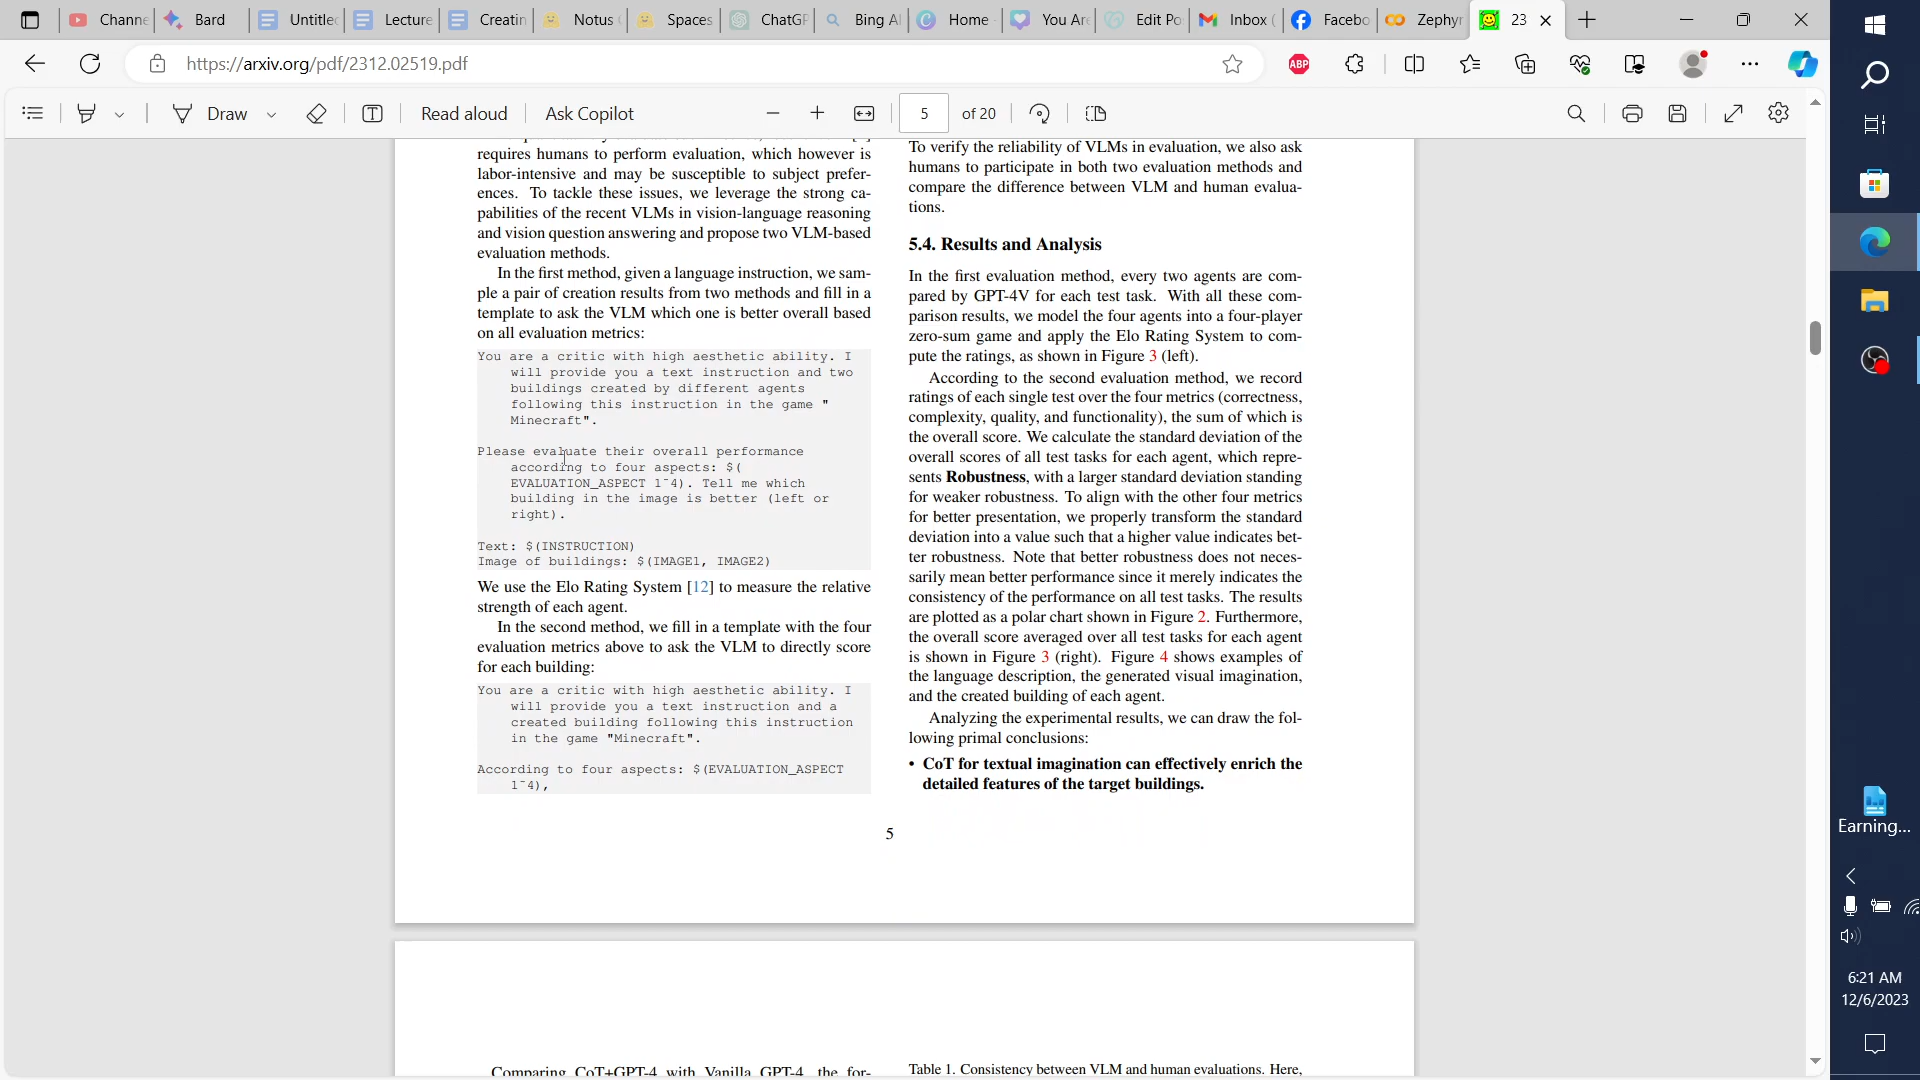 Channe
Bard
Untitle
Lecture
Creatin
Notus
Spaces
ChatGP
Bing AI
Home
You Are
Edit Po
Inbox (
Facebo
Zephyr
23
https://arxiv.org/pdf/2312.02519.pdf
ABP
Draw
Read aloud
Ask Copilot
5
of 20
requires humans to perform evaluation, which however is
labor-intensive and may be susceptible to subject prefer-
ences. To tackle these issues, we leverage the strong ca-
pabilities of the recent VLMs in vision-language reasoning
and vision question answering and propose two VLM-based
evaluation methods.
In the first method, given a language instruction, we sam-
ple a pair of creation results from two methods and fill in a
template to ask the VLM which one is better overall based
on all evaluation metrics:
You are a critic with high aesthetic ability. I
will provide you a text instruction and two
buildings created by different agents
following this instruction in the game "
Minecraft".
Please evaluate their overall performance
according to four aspects: $(
EVALUATION_ASPECT 1~4). Tell me which
building in the image is better (left or
right).
Text: $(INSTRUCTION)
Image of buildings: $(IMAGE1, IMAGE2)
We use the Elo Rating System [12] to measure the relative
strength of each agent.
In the second method, we fill in a template with the four
evaluation metrics above to ask the VLM to directly score
for each building:
You are a critic with high aesthetic ability. I
will provide you a text instruction and a
created building following this instruction
in the game "Minecraft".
According to four aspects: $(EVALUATION_ASPECT
1~4),
To verify the reliability of VLMs in evaluation, we also ask
humans to participate in both two evaluation methods and
compare the difference between VLM and human evalua-
tions.
5.4. Results and Analysis
In the first evaluation method, every two agents are com-
pared by GPT-4V for each test task. With all these com-
parison results, we model the four agents into a four-player
zero-sum game and apply the Elo Rating System to com-
pute the ratings, as shown in Figure 3 (left).
According to the second evaluation method, we record
ratings of each single test over the four metrics (correctness,
complexity, quality, and functionality), the sum of which is
the overall score. We calculate the standard deviation of the
overall scores of all test tasks for each agent, which repre-
sents Robustness, with a larger standard deviation standing
for weaker robustness. To align with the other four metrics
for better presentation, we properly transform the standard
deviation into a value such that a higher value indicates bet-
ter robustness. Note that better robustness does not neces-
sarily mean better performance since it merely indicates the
consistency of the performance on all test tasks. The results
are plotted as a polar chart shown in Figure 2. Furthermore,
the overall score averaged over all test tasks for each agent
is shown in Figure 3 (right). Figure 4 shows examples of
the language description, the generated visual imagination,
and the created building of each agent.
Analyzing the experimental results, we can draw the fol-
lowing primal conclusions:
• CoT for textual imagination can effectively enrich the
detailed features of the target buildings.
5
Comparing CoT+GPT-4 with Vanilla GPT-4, the for-
Table 1. Consistency between VLM and human evaluations. Here,
Earning...
6:21 AM
12/6/2023